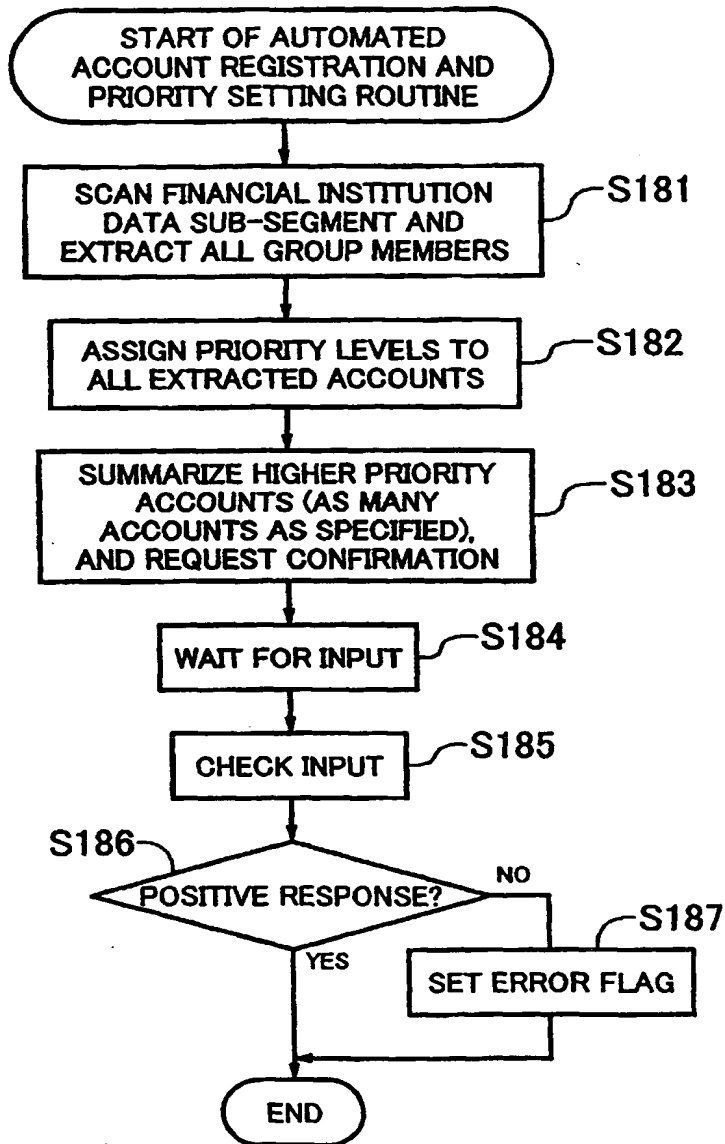 START OF AUTOMATED
ACCOUNT REGISTRATION AND
PRIORITY SETTING ROUTINE
SCAN FINANCIAL INSTITUTION
DATA SUB-SEGMENT AND
EXTRACT ALL GROUP MEMBERS
S181
ASSIGN PRIORITY LEVELS TO
ALL EXTRACTED ACCOUNTS
S182
SUMMARIZE HIGHER PRIORITY
ACCOUNTS (AS MANY
ACCOUNTS AS SPECIFIED),
AND REQUEST CONFIRMATION
S183
WAIT FOR INPUT
S184
CHECK INPUT
S185
S186
POSITIVE RESPONSE?
NO
YES
S187
SET ERROR FLAG
END